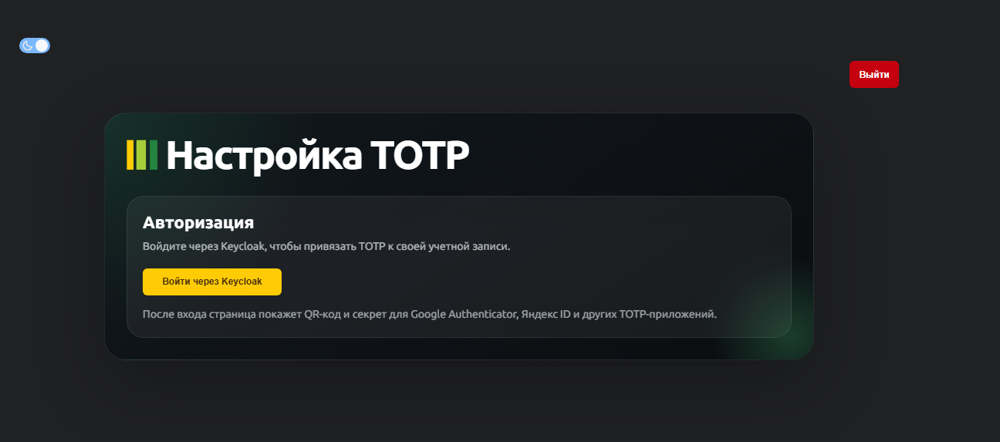 Выйти
Настройка TOTP
Авторизация
Войдите через Keycloak, чтобы привязать TOTP к своей учетной записи.
Войти через Keycloak
После входа страница покажет QR-код и секрет для Google Authenticator, Яндекс ID и других TOTP-приложений.